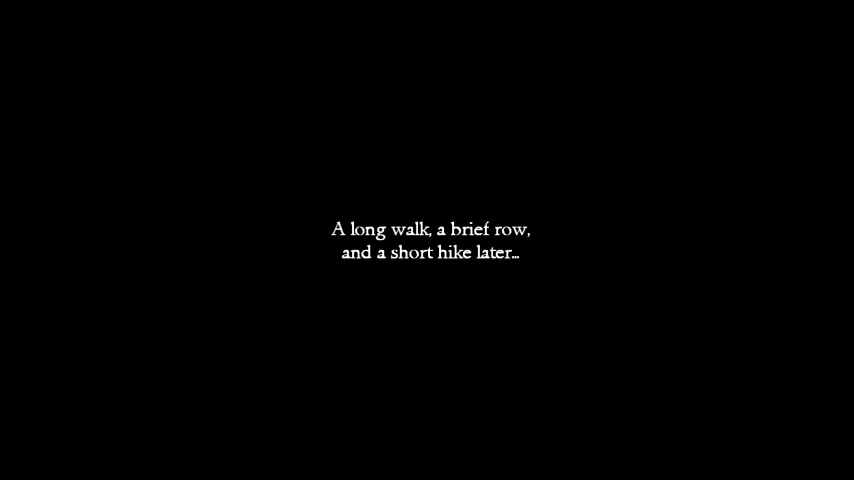 A long walk, a brief row,
and a short hike later...